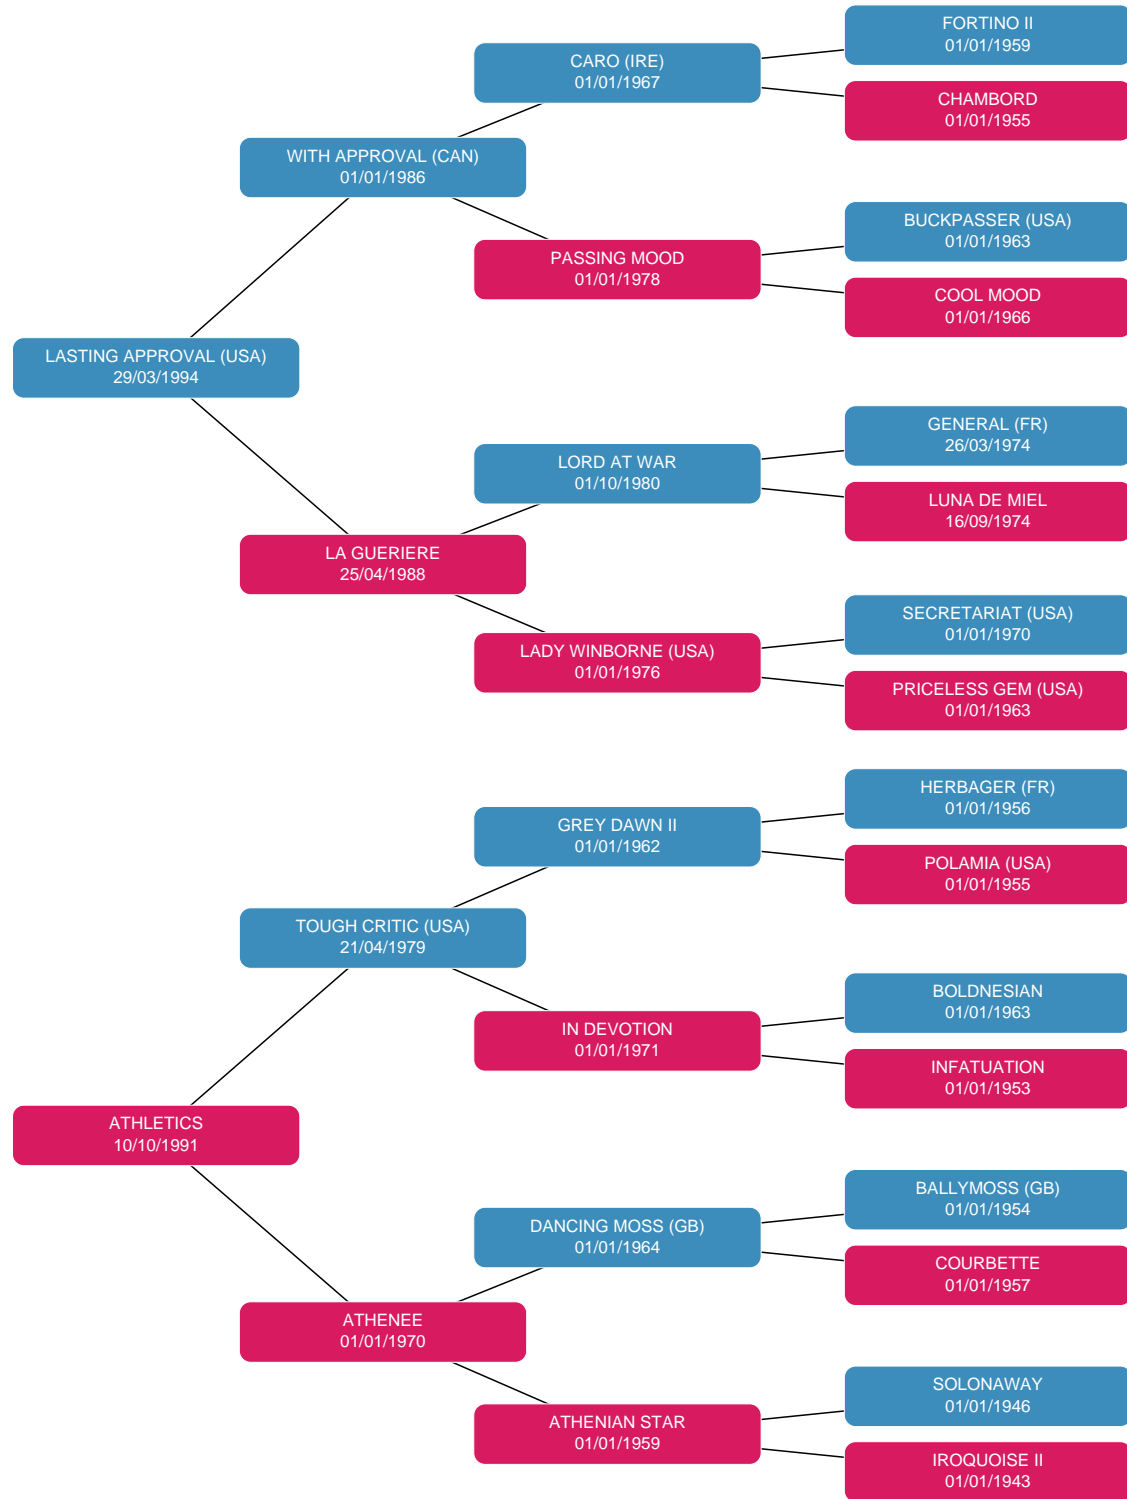 FORTINO II
01/01/1959
CARO (IRE)
01/01/1967
CHAMBORD
01/01/1955
WITH APPROVAL (CAN)
01/01/1986
BUCKPASSER (USA)
01/01/1963
PASSING MOOD
01/01/1978
COOL MOOD
01/01/1966
LASTING APPROVAL (USA)
29/03/1994
GENERAL (FR)
26/03/1974
LORD AT WAR
01/10/1980
LUNA DE MIEL
16/09/1974
LA GUERIERE
25/04/1988
SECRETARIAT (USA)
01/01/1970
LADY WINBORNE (USA)
01/01/1976
PRICELESS GEM (USA)
01/01/1963
HERBAGER (FR)
01/01/1956
GREY DAWN II
01/01/1962
POLAMIA (USA)
01/01/1955
TOUGH CRITIC (USA)
21/04/1979
BOLDNESIAN
01/01/1963
IN DEVOTION
01/01/1971
INFATUATION
01/01/1953
ATHLETICS
10/10/1991
BALLYMOSS (GB)
01/01/1954
DANCING MOSS (GB)
01/01/1964
COURBETTE
01/01/1957
ATHENEE
01/01/1970
SOLONAWAY
01/01/1946
ATHENIAN STAR
01/01/1959
IROQUOISE II
01/01/1943